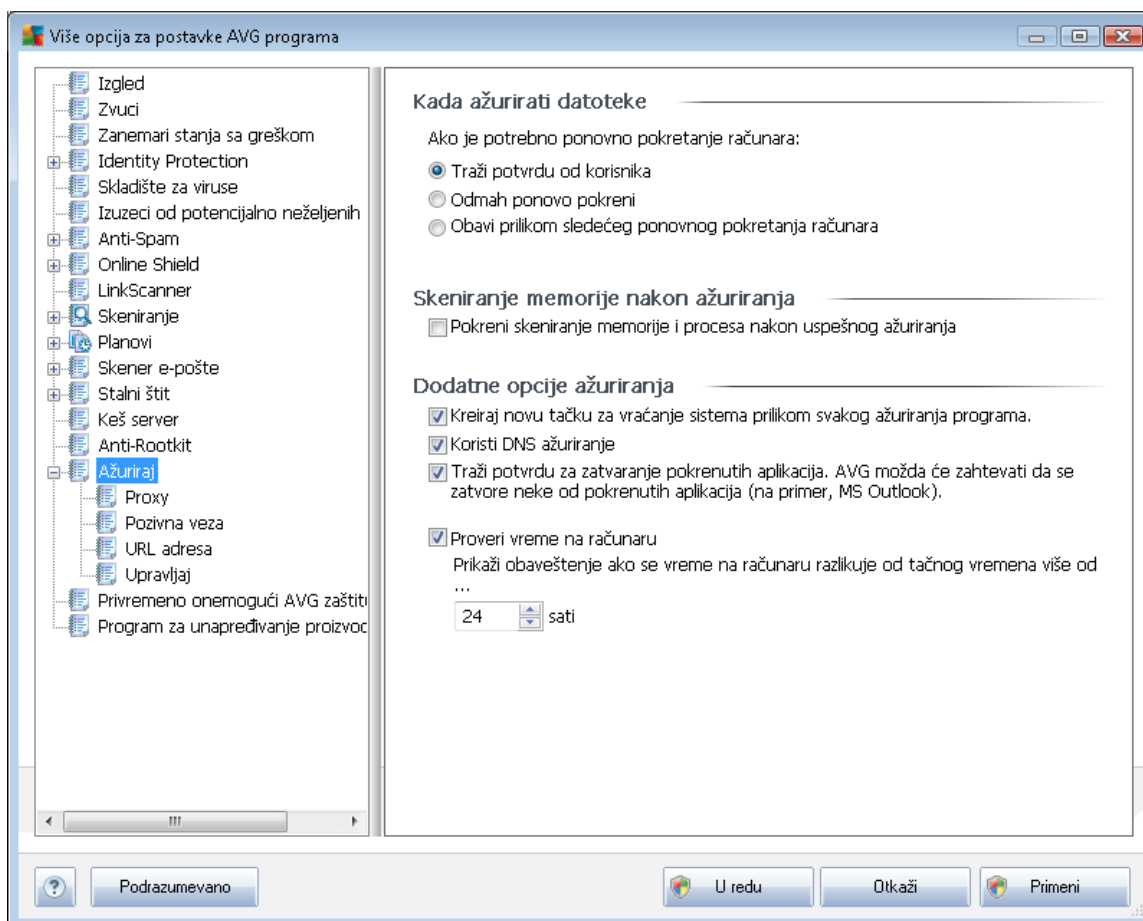 Više opcija za postavke AVG programa
Izgled
Zvuci
Zanemari stanja sa greškom
Identity Protection
Skladište za viruse
Izuzeci od potencijalno neželjenih
Anti-Spam
Online Shield
LinkScanner
Skeniranje
Planovi
Skener e-pošte
Stalni štit
Keš server
Anti-Rootkit
Ažuriraj
Proxy
Pozivna veza
URL adresa
Upravljaj
Privremeno onemogući AVG zaštitu
Program za unapređivanje proizvod
Kada ažurirati datoteke
Ako je potrebno ponovno pokretanje računara:
Traži potvrdu od korisnika
Odmah ponovo pokreni
Obavi prilikom sledećeg ponovnog pokretanja računara
Skeniranje memorije nakon ažuriranja
Pokreni skeniranje memorije i procesa nakon uspešnog ažuriranja
Dodatne opcije ažuriranja
Kreiraj novu tačku za vraćanje sistema prilikom svakog ažuriranja programa.
Koristi DNS ažuriranje
Traži potvrdu za zatvaranje pokrenutih aplikacija. AVG možda će zahtevati da se
zatvore neke od pokrenutih aplikacija (na primer, MS Outlook).
Proveri vreme na računaru
Prikaži obaveštenje ako se vreme na računaru razlikuje od tačnog vremena više od
...
24 sati
? Podrazumevano U redu Otkaži Primeni